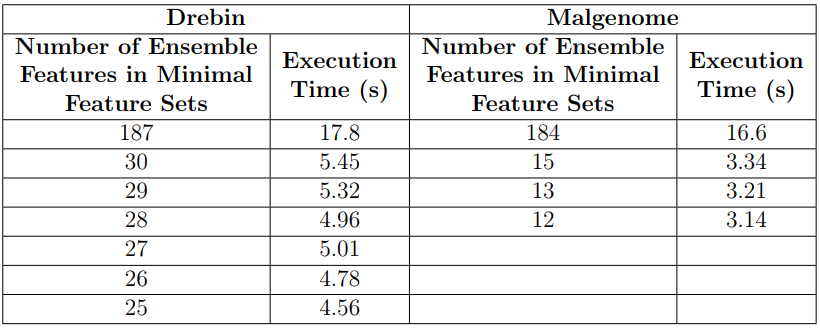 Drebin Malgenome
Number of Ensemble Features in Minimal Feature Sets Execution Time (s) Number of Ensemble Features in Minimal Feature Sets Execution Time (s)
187 17.8 184 16.6
30 5.45 15 3.34
29 5.32 13 3.21
28 4.96 12 3.14
27 5.01
26 4.78
25 4.56